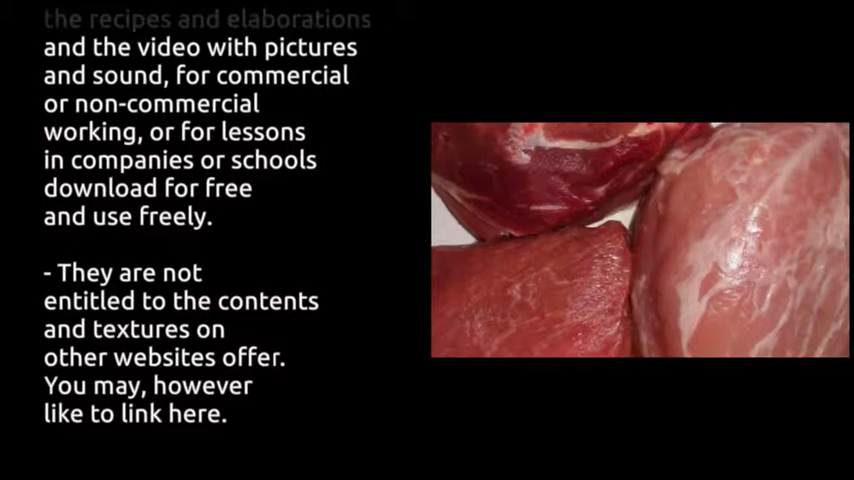 the recipes and elaborations
and the video with pictures
and sound, for commercial
or non-commercial
working, or for lessons
in companies or schools
download for free
and use freely.
- They are not
entitled to the contents
and textures on
other websites offer.
You may, however
like to link here.